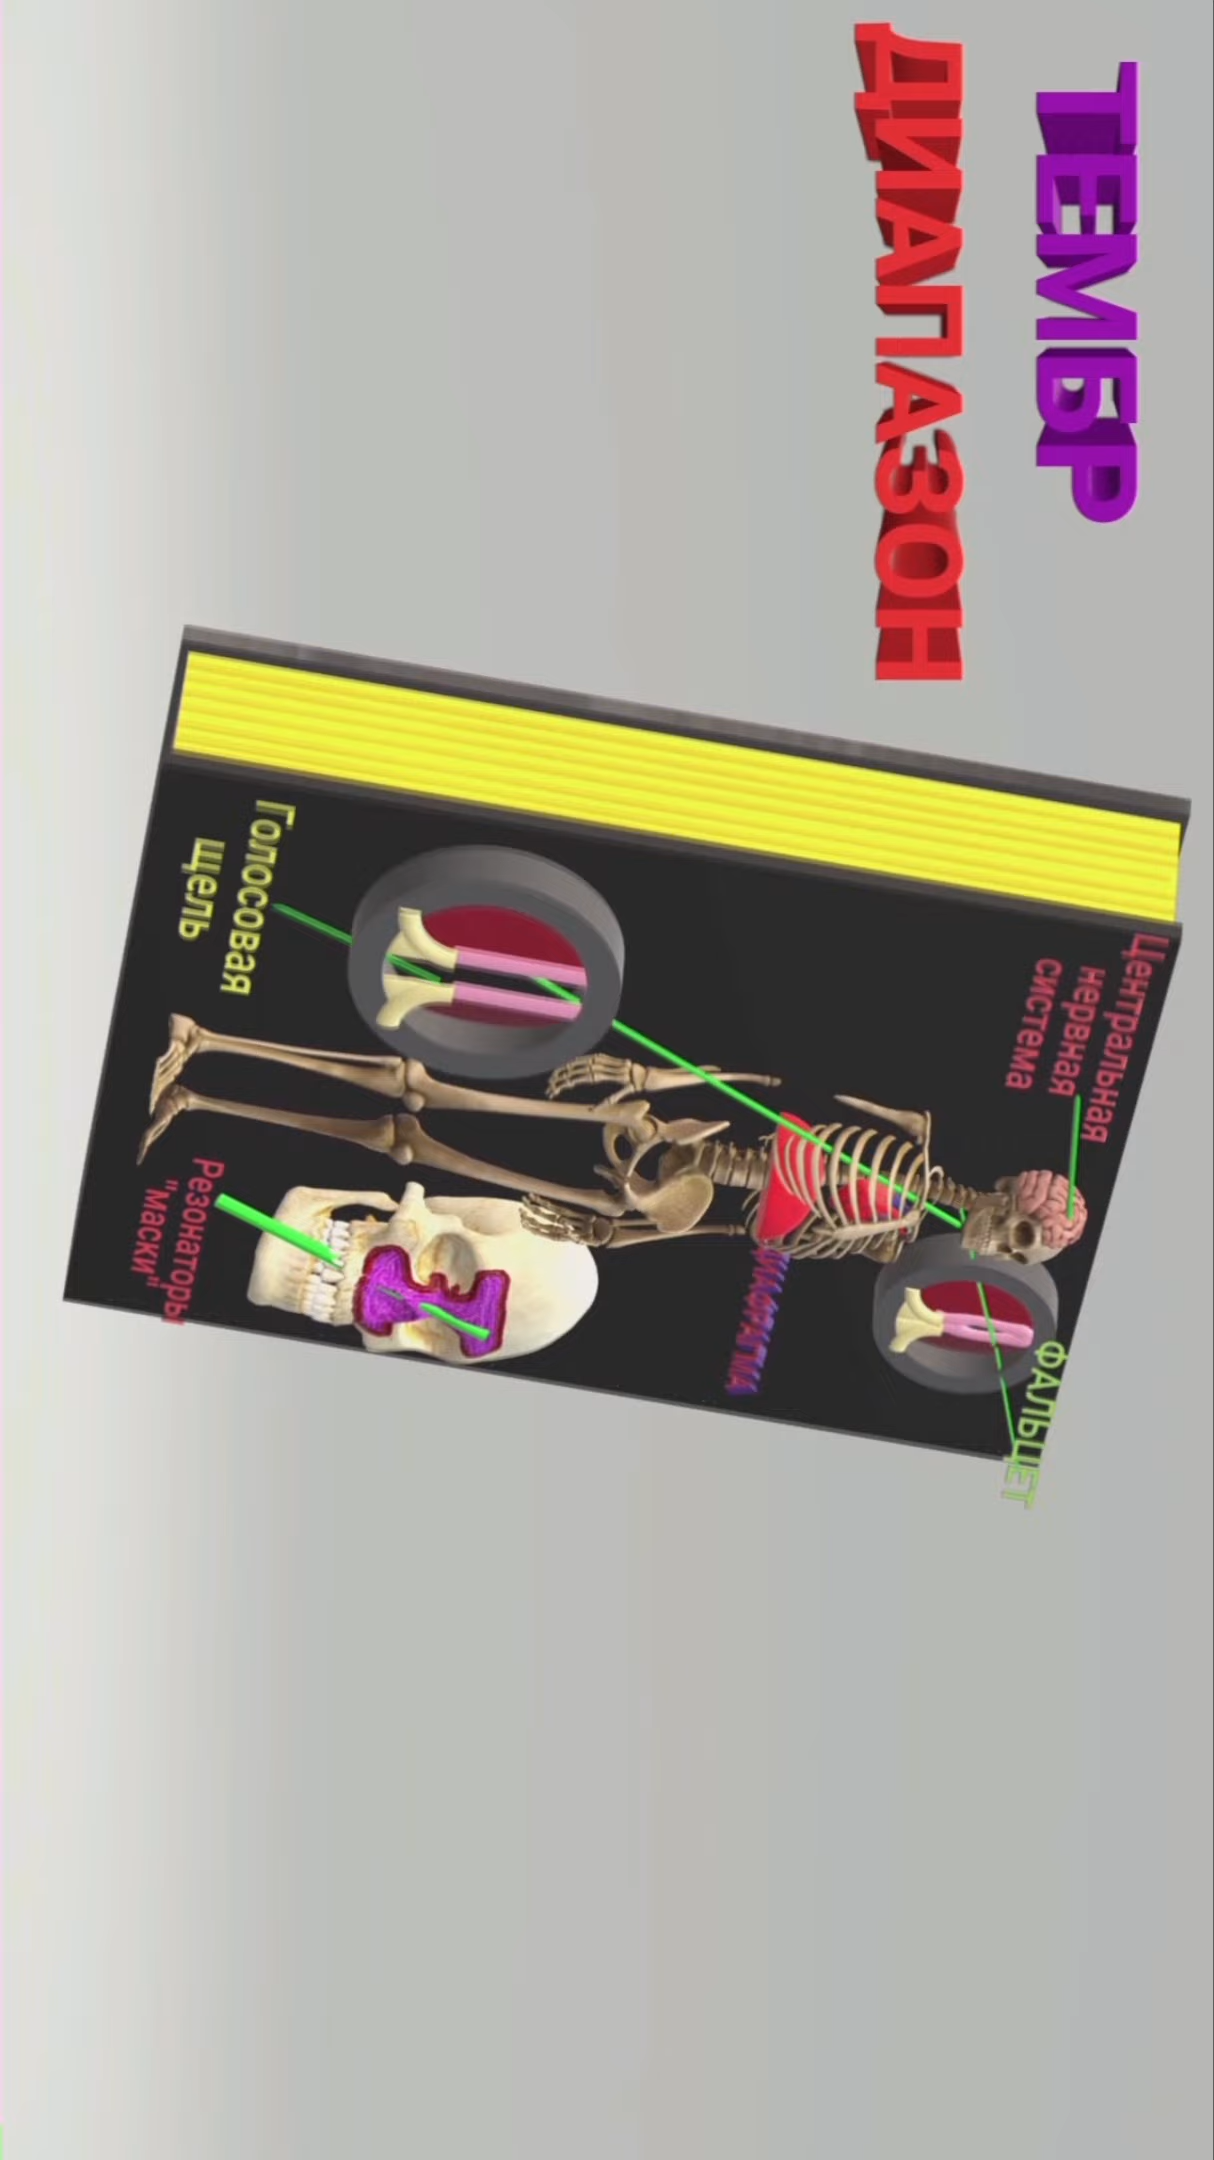 ТЕМБР
ДИАПАЗОН
Центральная
нервная
система
ФАЛЬЦЕТ
ДИАФРАГМА
Голосовая
щель
Резонаторы
"маски"